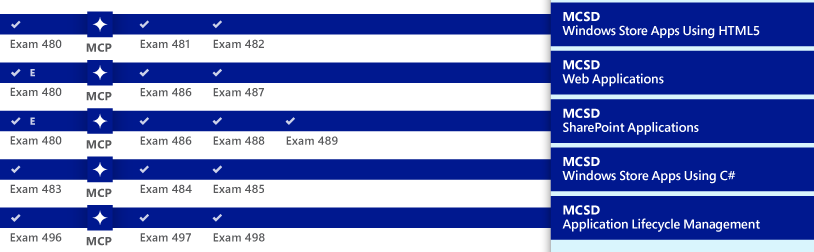 MCSD
Windows Store Apps Using HTML5
Exam 480 MCP Exam 481 Exam 482
E
MCSD
Web Applications
Exam 480 MCP Exam 486 Exam 487
E
MCSD
SharePoint Applications
Exam 480 MCP Exam 486 Exam 488 Exam 489
MCSD
Windows Store Apps Using C#
Exam 483 MCP Exam 484 Exam 485
MCSD
Application Lifecycle Management
Exam 496 MCP Exam 497 Exam 498